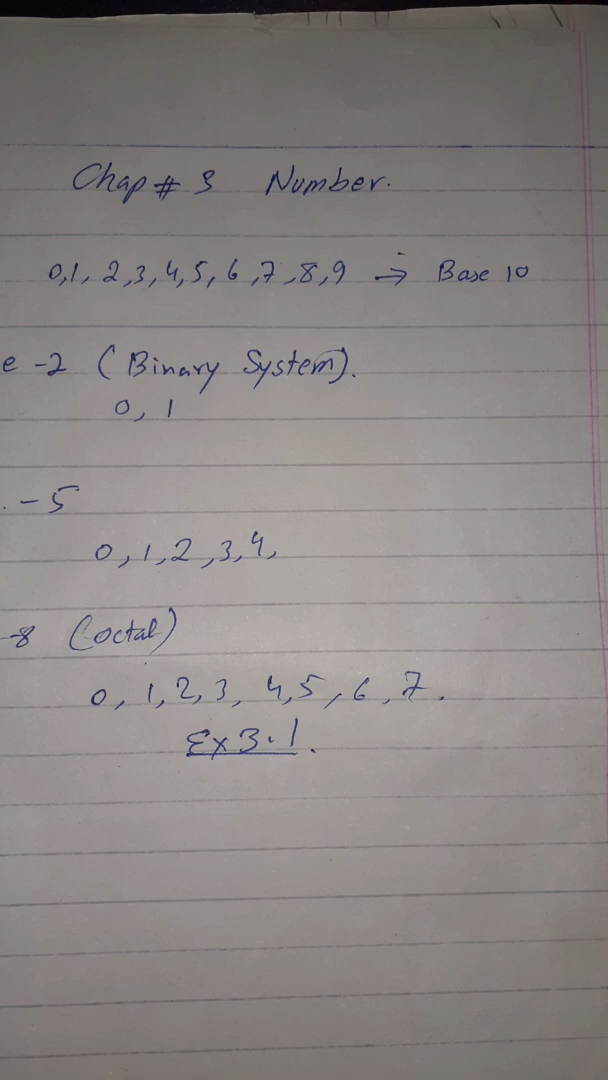 Chap # 3 Number.
0,1, 2,3,4,5,6,7,8,9 → Base 10
e -2 (Binary System).
0, 1
. -5
0,1,2,3,4,
-8 (octal)
0, 1,2,3, 4,5,6,7.
Ex 3.1.